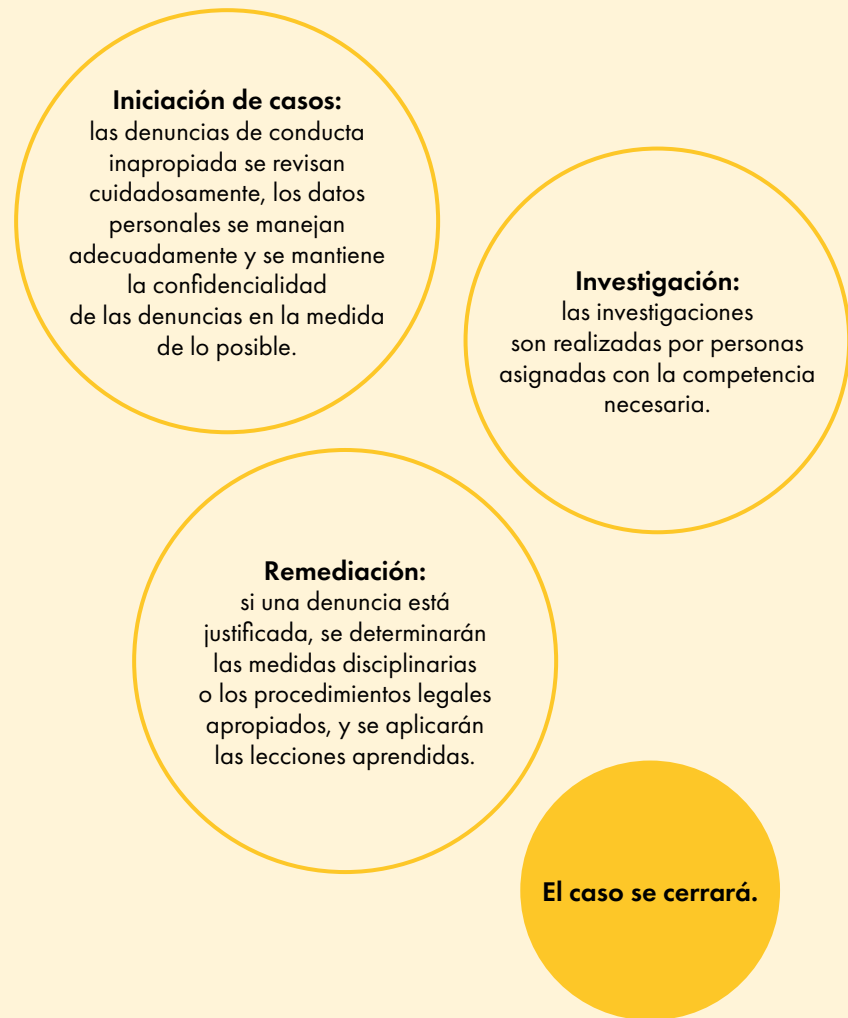 Iniciación de casos:
las denuncias de conducta
inapropiada se revisan
cuidadosamente, los datos
personales se manejan
adecuadamente y se mantiene
la confidencialidad
de las denuncias en la medida
de lo posible.
Investigación:
las investigaciones
son realizadas por personas
asignadas con la competencia
necesaria.
Remediación:
si una denuncia está
justificada, se determinarán
las medidas disciplinarias
o los procedimientos legales
apropiados, y se aplicarán
las lecciones aprendidas.
El caso se cerrará.